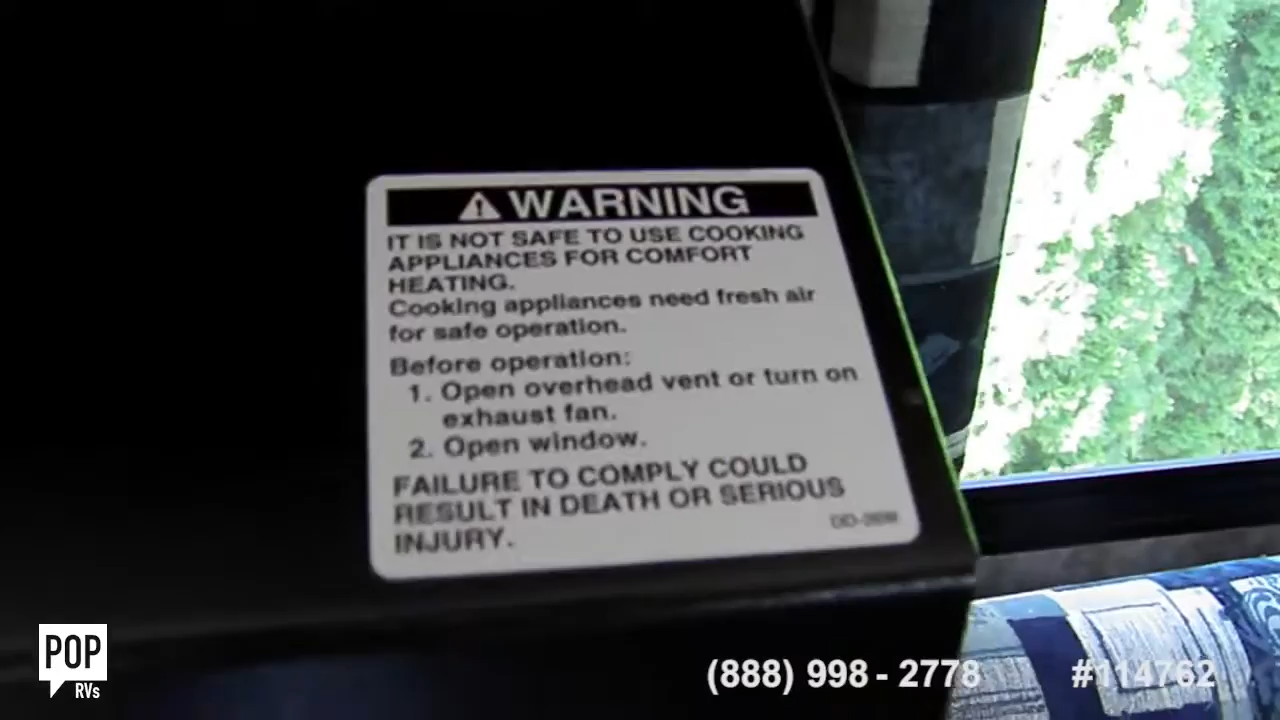 WARNING
IT IS NOT SAFE TO USE COOKING
APPLIANCES FOR COMFORT
HEATING.
Cooking appliances need fresh air
for safe operation.
Before operation:
1. Open overhead vent or turn on
exhaust fan.
2. Open window.
FAILURE TO COMPLY COULD
RESULT IN DEATH OR SERIOUS
INJURY.
POP
RVs
(888) 998 - 2778 #114762